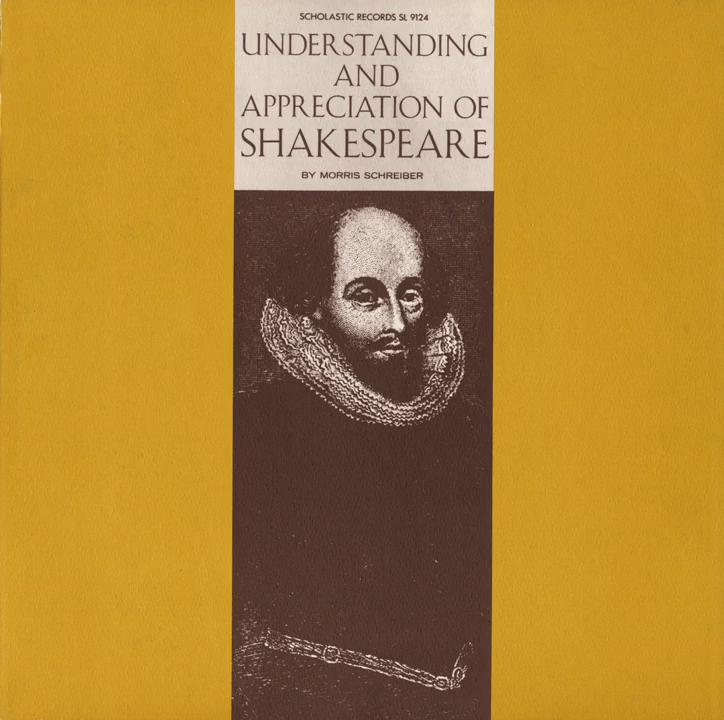 SCHOLASTIC RECORDS SL 9124
UNDERSTANDING
AND
APPRECIATION OF
SHAKESPEARE
BY MORRIS SCHREIBER